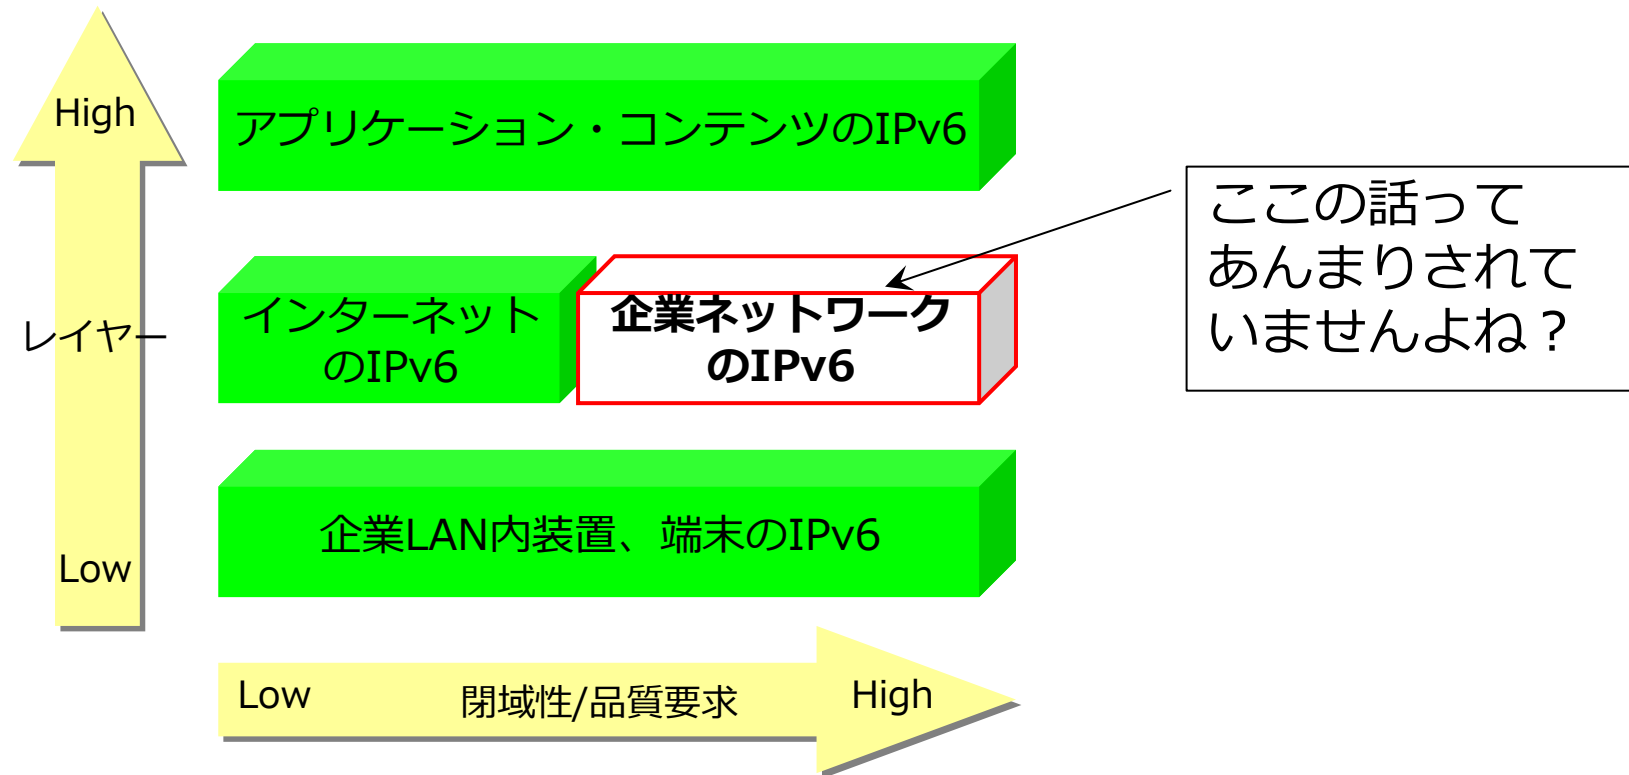 High
アプリケーション・コンテンツのIPv6
ここの話って
あんまりされて
いませんよね？
レイヤー
インターネット
のIPv6
企業ネットワーク
のIPv6
企業LAN内装置、端末のIPv6
Low
Low
閉域性/品質要求
High